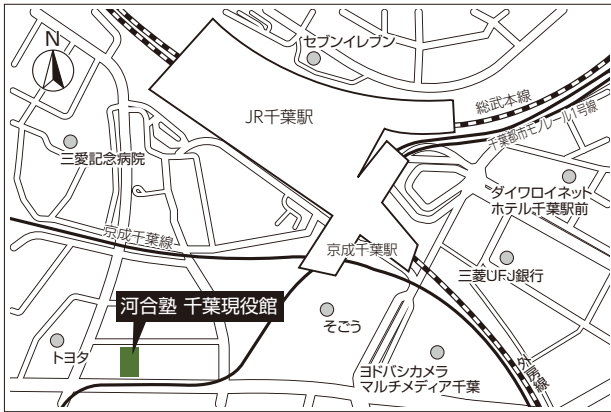 N
セブンイレブン
JR千葉駅
総武本線
千葉都市モノレール1号線
三愛記念病院
ダイワロイネット
ホテル千葉駅前
京成千葉線
京成千葉駅
三菱UFJ銀行
河合塾 千葉現役館
そごう
トヨタ
ヨドバシカメラ
マルチメディア千葉
外房線